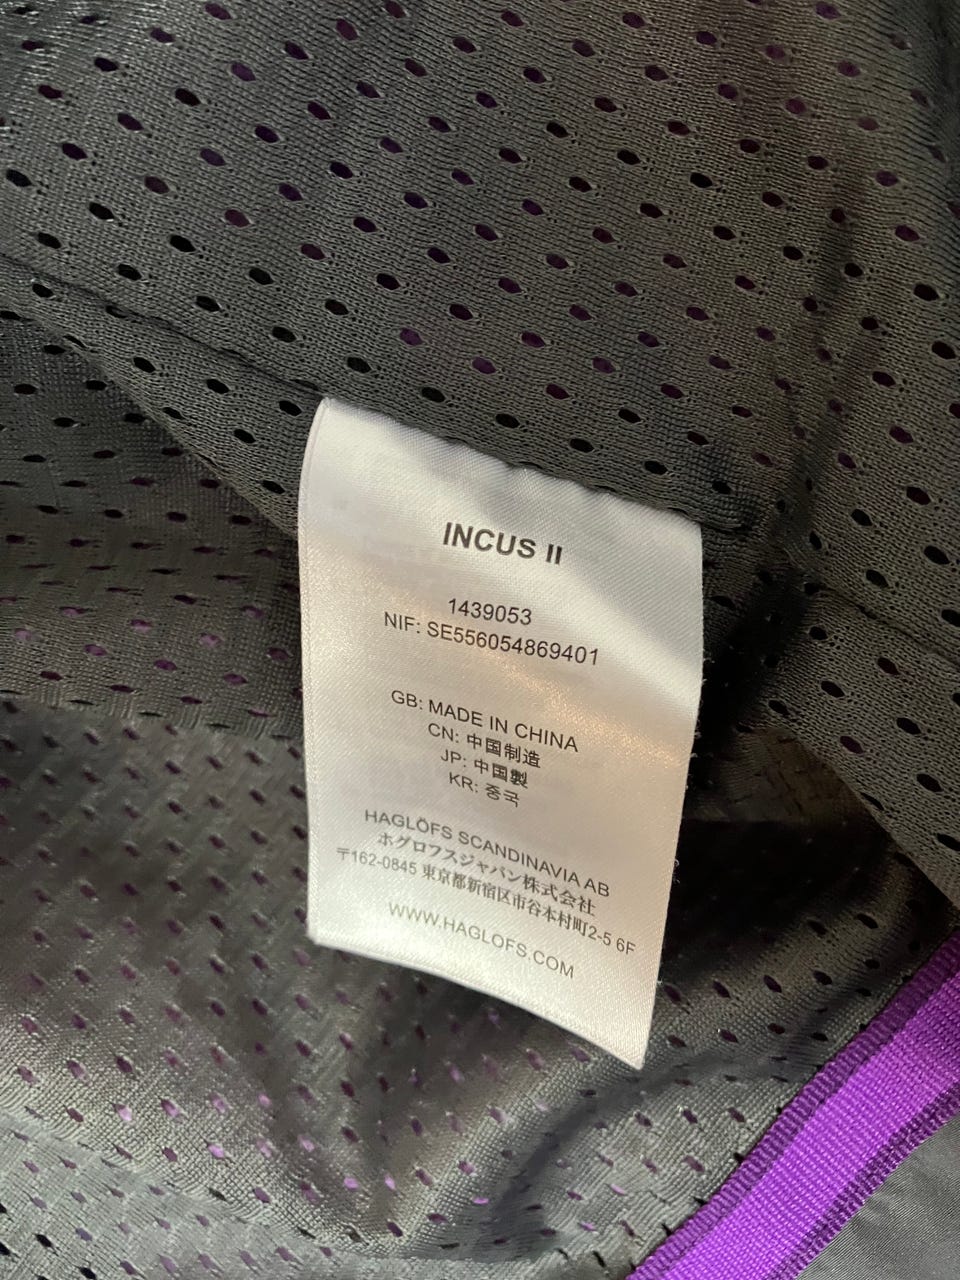 INCUS II
1439053
NIF: SE556054869401
GB: MADE IN CHINA
CN: 中国制造
JP: 中国製
KR: 중국
HAGLÖFS SCANDINAVIA AB
ホグロフスジャパン株式会社
〒162-0845 東京都新宿区市谷本村町2-5 6F
WWW.HAGLOFS.COM